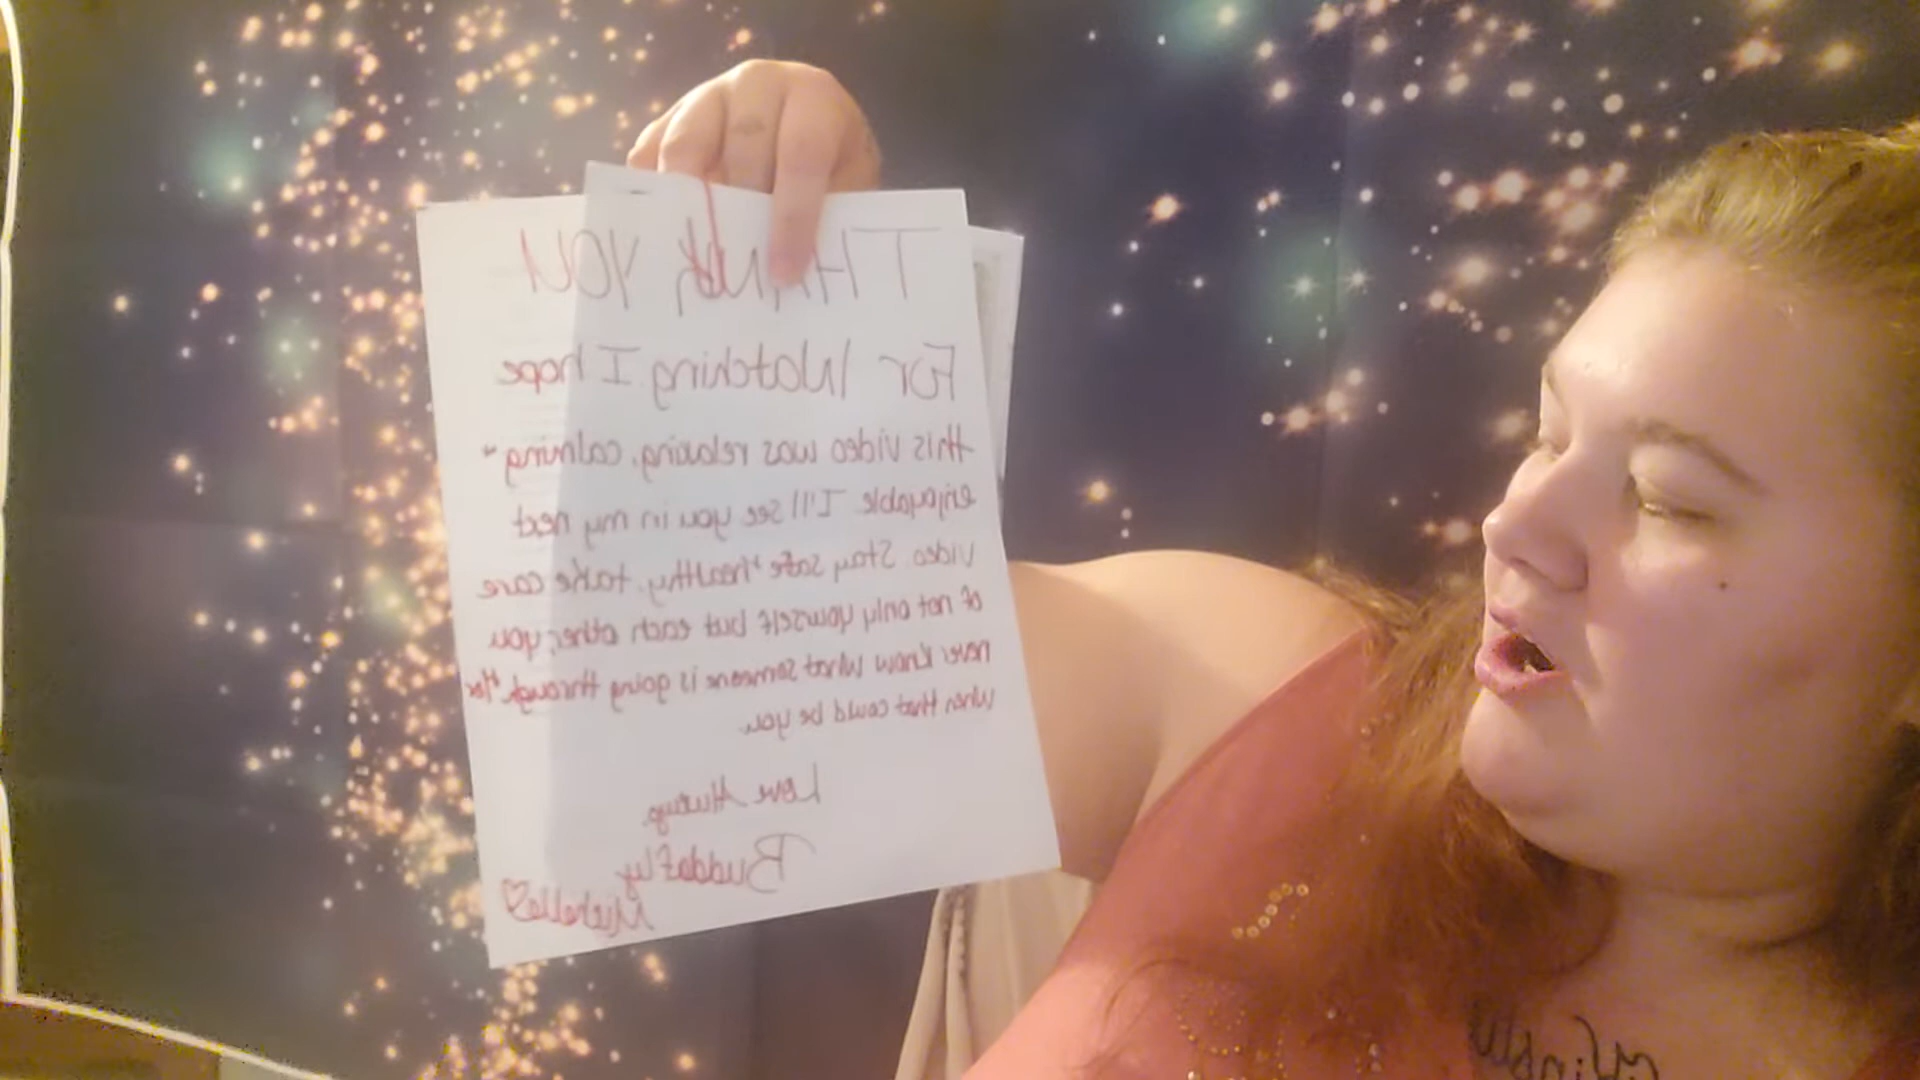 THANK YOU
For Watching I hope
this video was relaxing, calming +
enjoyable. I'll see you in my next
video. Stay safe + healthy, take care
of not only yourself but each other, you
never know what someone is going through +/or
when that could be you.
Love Always,
Buddafly
Michelle♡